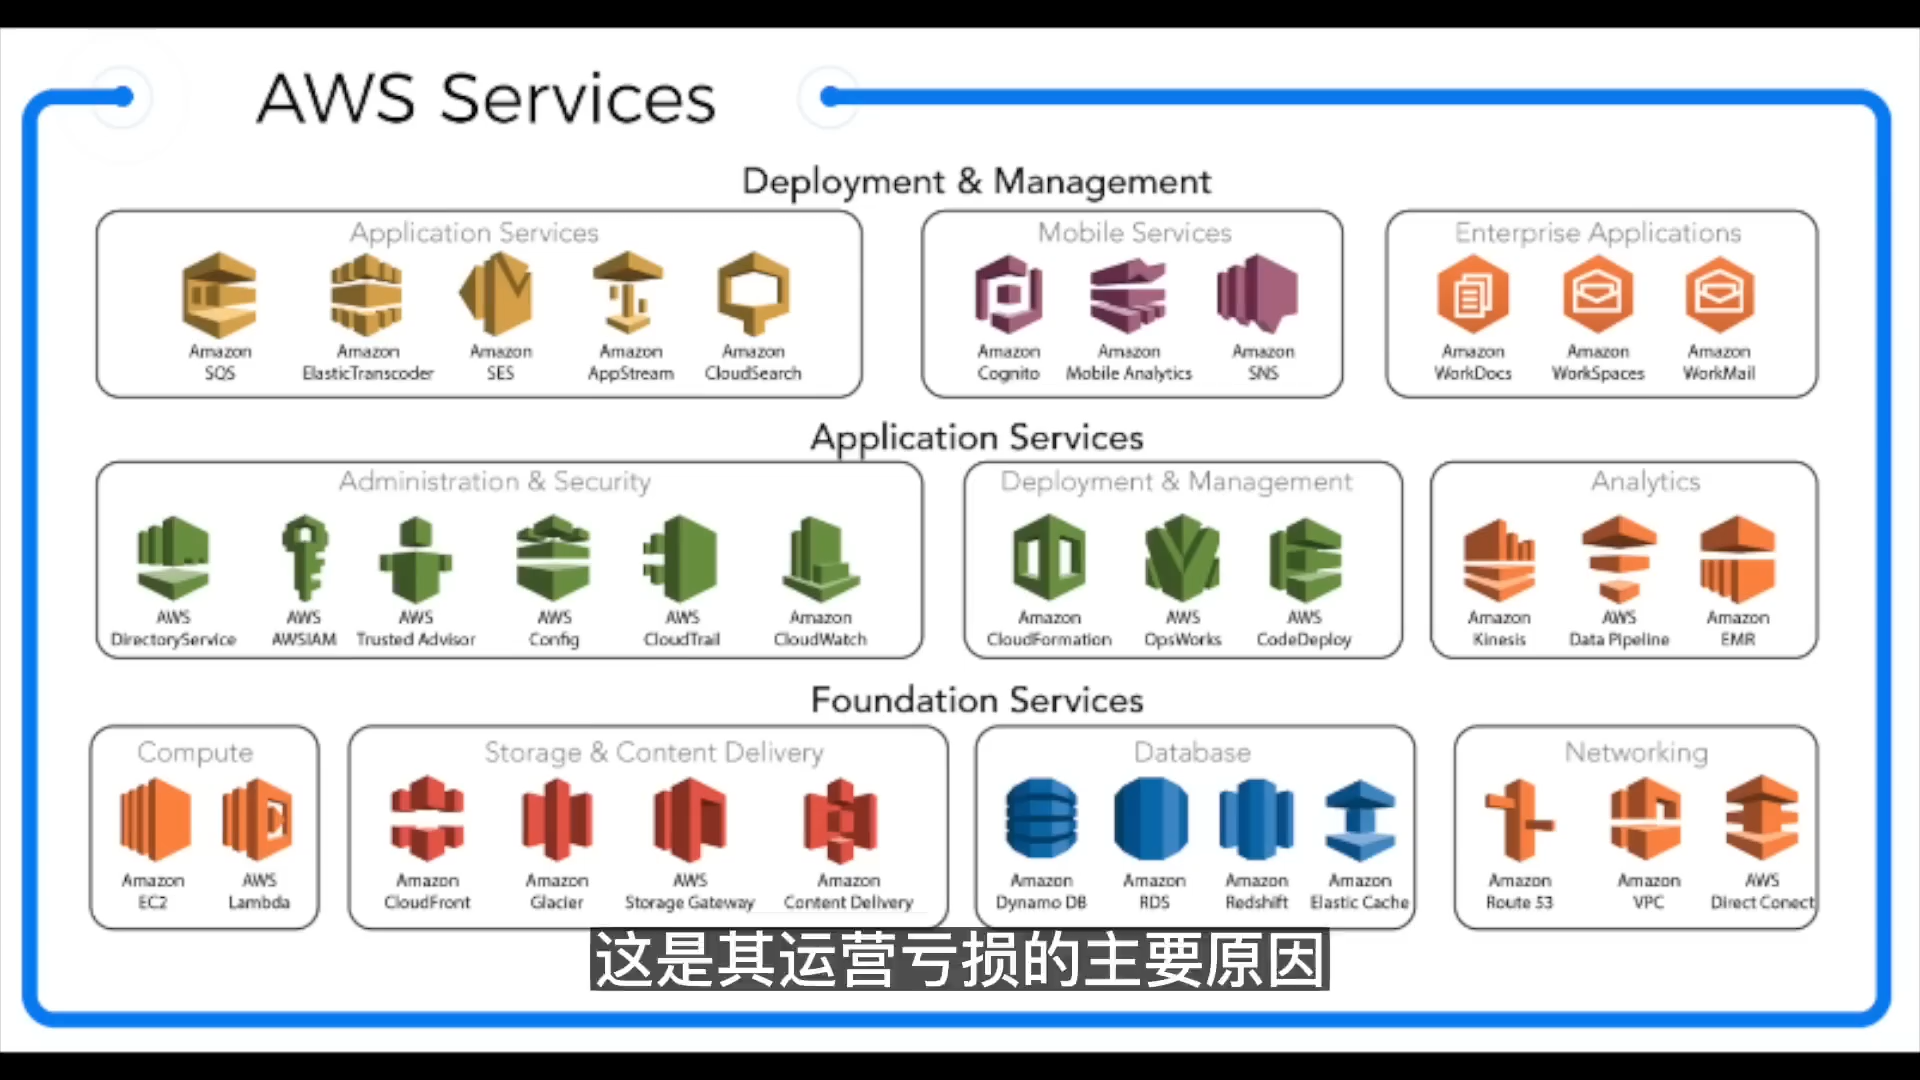 AWS Services
Deployment & Management
Application Services
Amazon SQS
Amazon ElasticTranscoder
Amazon SES
Amazon AppStream
Amazon CloudSearch
Mobile Services
Amazon Cognito
Amazon Mobile Analytics
Amazon SNS
Enterprise Applications
Amazon WorkDocs
Amazon WorkSpaces
Amazon WorkMail
Application Services
Administration & Security
AWS DirectoryService
AWS AWSIAM
AWS Trusted Advisor
AWS Config
AWS CloudTrail
Amazon CloudWatch
Deployment & Management
Amazon CloudFormation
AWS OpsWorks
AWS CodeDeploy
Analytics
Amazon Kinesis
AWS Data Pipeline
Amazon EMR
Foundation Services
Compute
Amazon EC2
AWS Lambda
Storage & Content Delivery
Amazon CloudFront
Amazon Glacier
AWS Storage Gateway
Amazon Content Delivery
Database
Amazon Dynamo DB
Amazon RDS
Amazon Redshift
Amazon Elastic Cache
Networking
Amazon Route 53
Amazon VPC
AWS Direct Conect
这是其运营亏损的主要原因